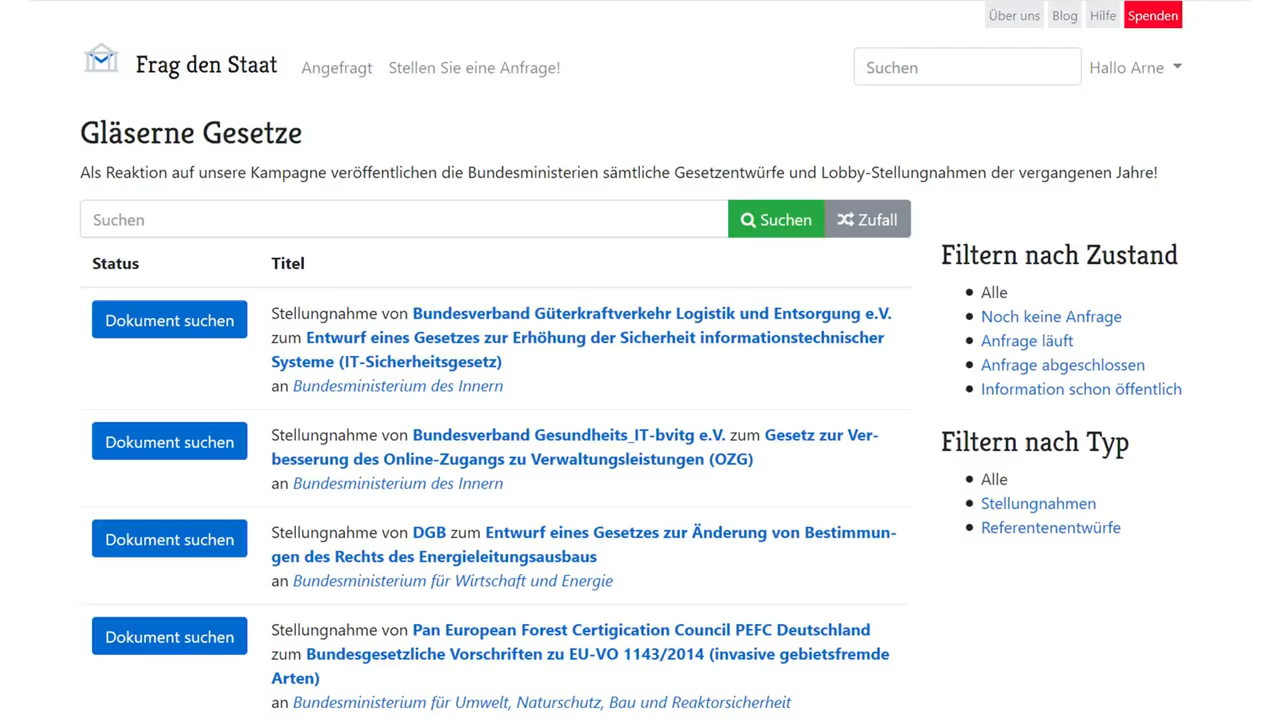 Über uns Blog Hilfe Spenden
Frag den Staat Angefragt Stellen Sie eine Anfrage! Suchen Hallo Arne
Gläserne Gesetze
Als Reaktion auf unsere Kampagne veröffentlichen die Bundesministerien sämtliche Gesetzentwürfe und Lobby-Stellungnahmen der vergangenen Jahre!
Suchen Suchen Zufall
Status Titel
Dokument suchen
Stellungnahme von Bundesverband Güterkraftverkehr Logistik und Entsorgung e.V.
zum Entwurf eines Gesetzes zur Erhöhung der Sicherheit informationstechnischer
Systeme (IT-Sicherheitsgesetz)
an Bundesministerium des Innern
Dokument suchen
Stellungnahme von Bundesverband Gesundheits_IT-bvitg e.V. zum Gesetz zur Ver-
besserung des Online-Zugangs zu Verwaltungsleistungen (OZG)
an Bundesministerium des Innern
Dokument suchen
Stellungnahme von DGB zum Entwurf eines Gesetzes zur Änderung von Bestimmun-
gen des Rechts des Energieleitungsausbaus
an Bundesministerium für Wirtschaft und Energie
Dokument suchen
Stellungnahme von Pan European Forest Certigication Council PEFC Deutschland
zum Bundesgesetzliche Vorschriften zu EU-VO 1143/2014 (invasive gebietsfremde
Arten)
an Bundesministerium für Umwelt, Naturschutz, Bau und Reaktorsicherheit
Filtern nach Zustand
Alle
Noch keine Anfrage
Anfrage läuft
Anfrage abgeschlossen
Information schon öffentlich
Filtern nach Typ
Alle
Stellungnahmen
Referentenentwürfe